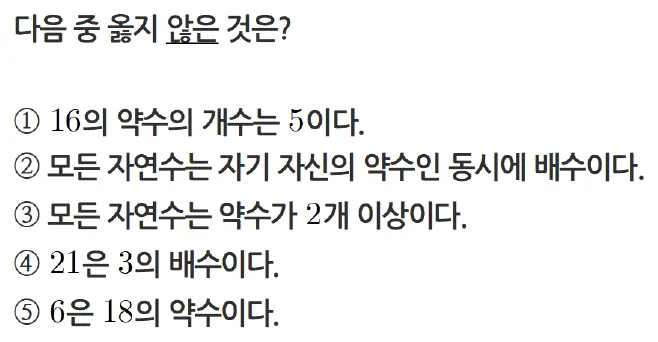 다음 중 옳지 않은 것은?
① 16의 약수의 개수는 5이다.
② 모든 자연수는 자기 자신의 약수인 동시에 배수이다.
③ 모든 자연수는 약수가 2개 이상이다.
④ 21은 3의 배수이다.
⑤ 6은 18의 약수이다.